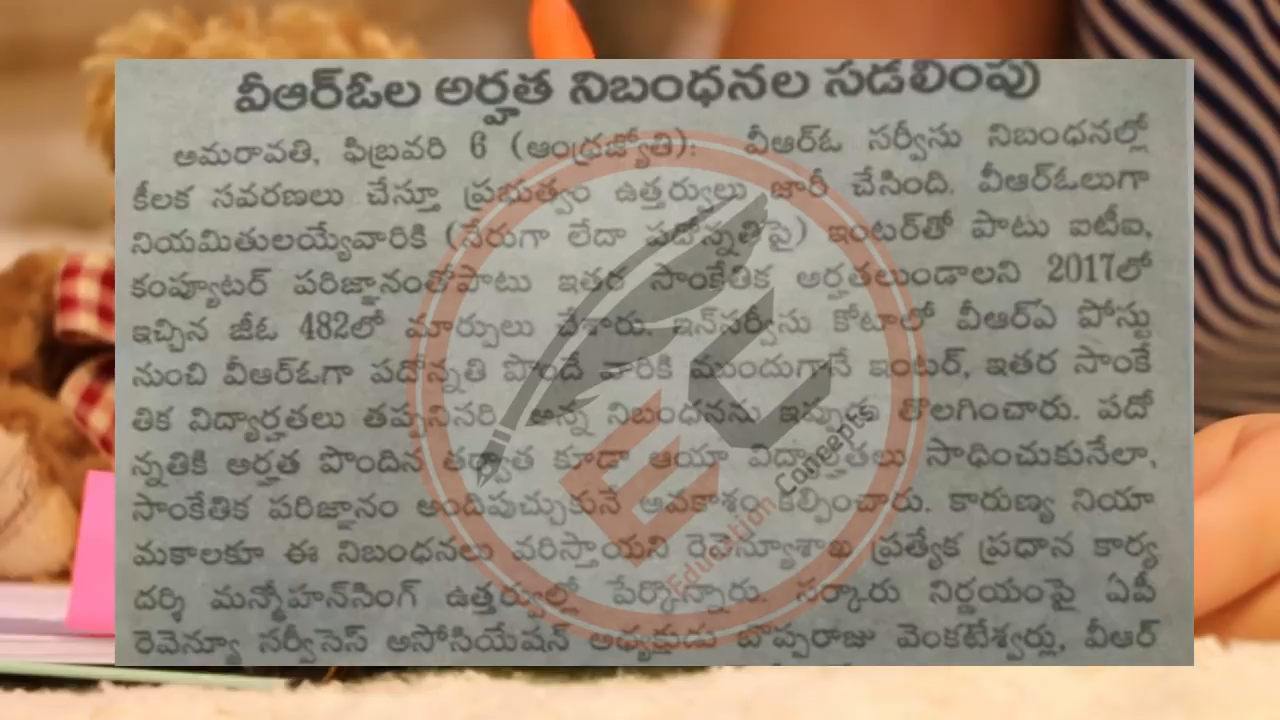 వీఆర్ఓల అర్హత నిబంధనల సడలింపు
అమరావతి, ఫిబ్రవరి 6 (ఆంధ్రజ్యోతి): వీఆర్ఓ సర్వీసు నిబంధనల్లో
కీలక సవరణలు చేస్తూ ప్రభుత్వం ఉత్తర్వులు జారీ చేసింది. వీఆర్ఓలుగా
నియమితులయ్యేవారికి (నేరుగా లేదా పదోన్నతిపై) ఇంటర్‌తో పాటు ఐటీఐ,
కంప్యూటర్ పరిజ్ఞానంతోపాటు ఇతర సాంకేతిక అర్హతలుండాలని 2017లో
ఇచ్చిన జీఓ 482లో మార్పులు చేశారు. ఇన్‌సర్వీసు కోటాలో వీఆర్ఏ పోస్టు
నుంచి వీఆర్ఓగా పదోన్నతి పొందే వారికి ముందుగానే ఇంటర్, ఇతర సాంకే
తిక విద్యార్హతలు తప్పనిసరి అన్న నిబంధనను ఇప్పుడు తొలగించారు. పదో
న్నతికి అర్హత పొందిన తర్వాత కూడా ఆయా విద్యార్హతలు సాధించుకునేలా,
సాంకేతిక పరిజ్ఞానం అందిపుచ్చుకునే అవకాశం కల్పించారు. కారుణ్య నియా
మకాలకూ ఈ నిబంధనలు వర్తిస్తాయని రెవెన్యూశాఖ ప్రత్యేక ప్రధాన కార్య
దర్శి మన్మోహన్‌సింగ్ ఉత్తర్వుల్లో పేర్కొన్నారు. సర్కారు నిర్ణయంపై ఏపీ
రెవెన్యూ సర్వీసెస్ అసోసియేషన్ అధ్యక్షుడు బొప్పరాజు వెంకటేశ్వర్లు, వీఆర్
EC
Education Concepts